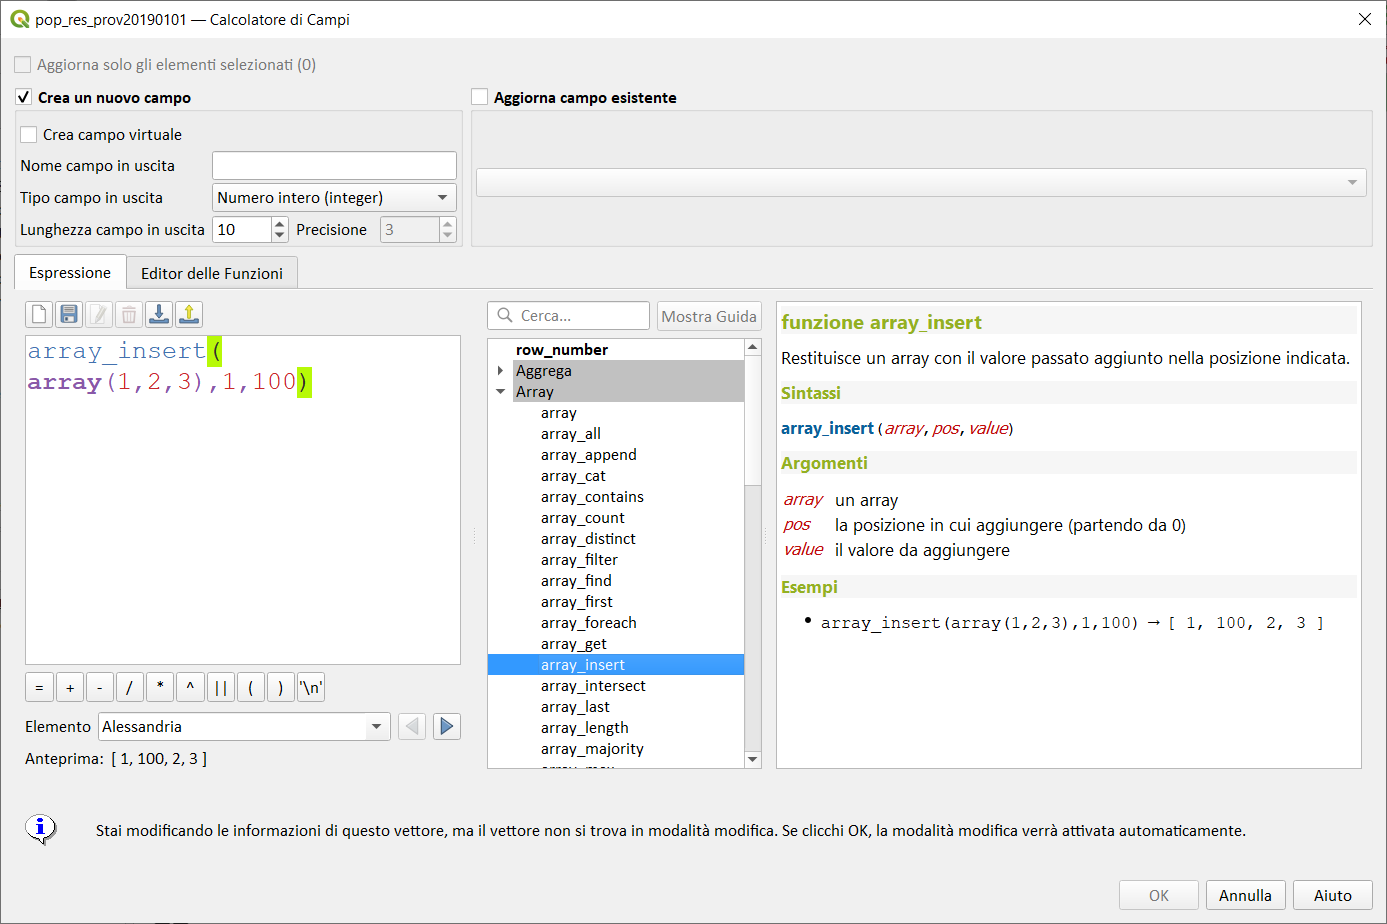 pop_res_prov20190101 — Calcolatore di Campi
Aggiorna solo gli elementi selezionati (0)
Crea un nuovo campo
Aggiorna campo esistente
Crea campo virtuale
Nome campo in uscita
Tipo campo in uscita Numero intero (integer)
Lunghezza campo in uscita 10 Precisione 3
Espressione Editor delle Funzioni
array_insert(
array(1,2,3),1,100)
= + - / * ^ || ( ) '\n'
Elemento Alessandria
Anteprima: [ 1, 100, 2, 3 ]
Cerca... Mostra Guida
row_number
Aggrega
Array
array
array_all
array_append
array_cat
array_contains
array_count
array_distinct
array_filter
array_find
array_first
array_foreach
array_get
array_insert
array_intersect
array_last
array_length
array_majority
funzione array_insert
Restituisce un array con il valore passato aggiunto nella posizione indicata.
Sintassi
array_insert(array, pos, value)
Argomenti
array un array
pos la posizione in cui aggiungere (partendo da 0)
value il valore da aggiungere
Esempi
• array_insert(array(1,2,3),1,100) → [ 1, 100, 2, 3 ]
Stai modificando le informazioni di questo vettore, ma il vettore non si trova in modalità modifica. Se clicchi OK, la modalità modifica verrà attivata automaticamente.
OK Annulla Aiuto